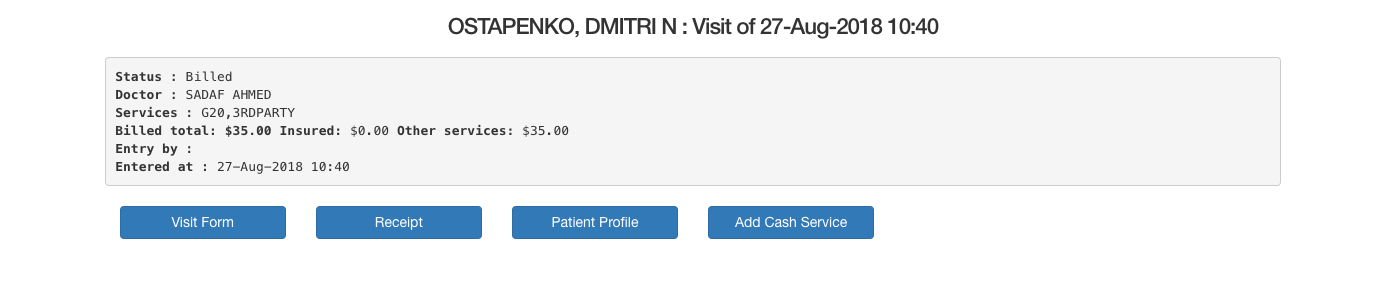 OSTAPENKO, DMITRI N : Visit of 27-Aug-2018 10:40
Status : Billed
Doctor : SADAF AHMED
Services : G20,3RDPARTY
Billed total: $35.00 Insured: $0.00 Other services: $35.00
Entry by :
Entered at : 27-Aug-2018 10:40
Visit Form Receipt Patient Profile Add Cash Service